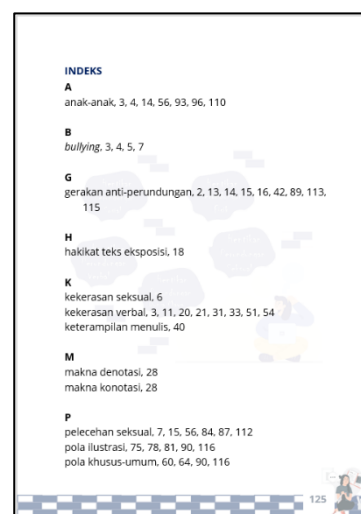 INDEKS
A
anak-anak, 3, 4, 14, 56, 93, 96, 110
B
bullying, 3, 4, 5, 7
G
gerakan anti-perundungan, 2, 13, 14, 15, 16, 42, 89, 113,
115
H
hakikat teks eksposisi, 18
K
kekerasan seksual, 6
kekerasan verbal, 3, 11, 20, 21, 31, 33, 51, 54
keterampilan menulis, 40
M
makna denotasi, 28
makna konotasi, 28
P
pelecehan seksual, 7, 15, 56, 84, 87, 112
pola ilustrasi, 75, 78, 81, 90, 116
pola khusus-umum, 60, 64, 90, 116
125